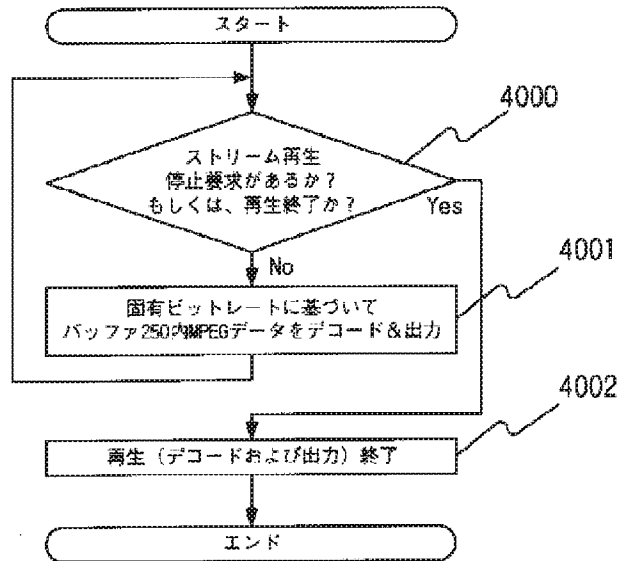 スタート
4000
ストリーム再生
停止要求があるか?
もしくは、再生終了か?
Yes
No
4001
固有ビットレートに基づいて
バッファ250内MPEGデータをデコード&出力
4002
再生(デコードおよび出力)終了
エンド